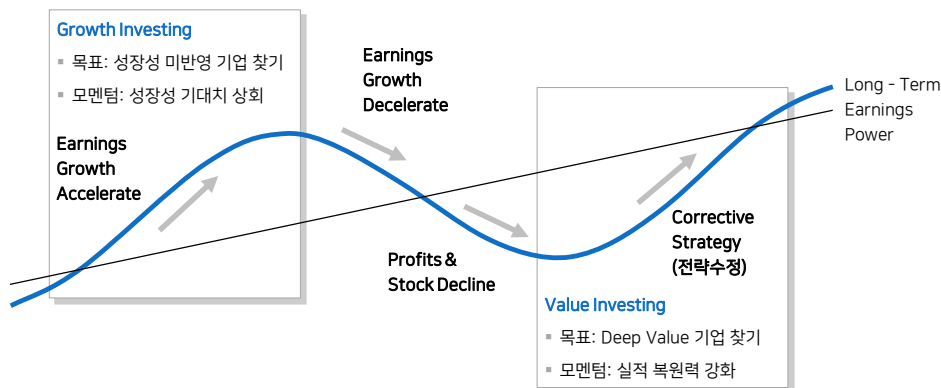 Growth Investing
▪ 목표: 성장성 미반영 기업 찾기
▪ 모멘텀: 성장성 기대치 상회
Earnings
Growth
Accelerate
Earnings
Growth
Decelerate
Profits &
Stock Decline
Long - Term
Earnings
Power
Corrective
Strategy
(전략수정)
Value Investing
▪ 목표: Deep Value 기업 찾기
▪ 모멘텀: 실적 복원력 강화